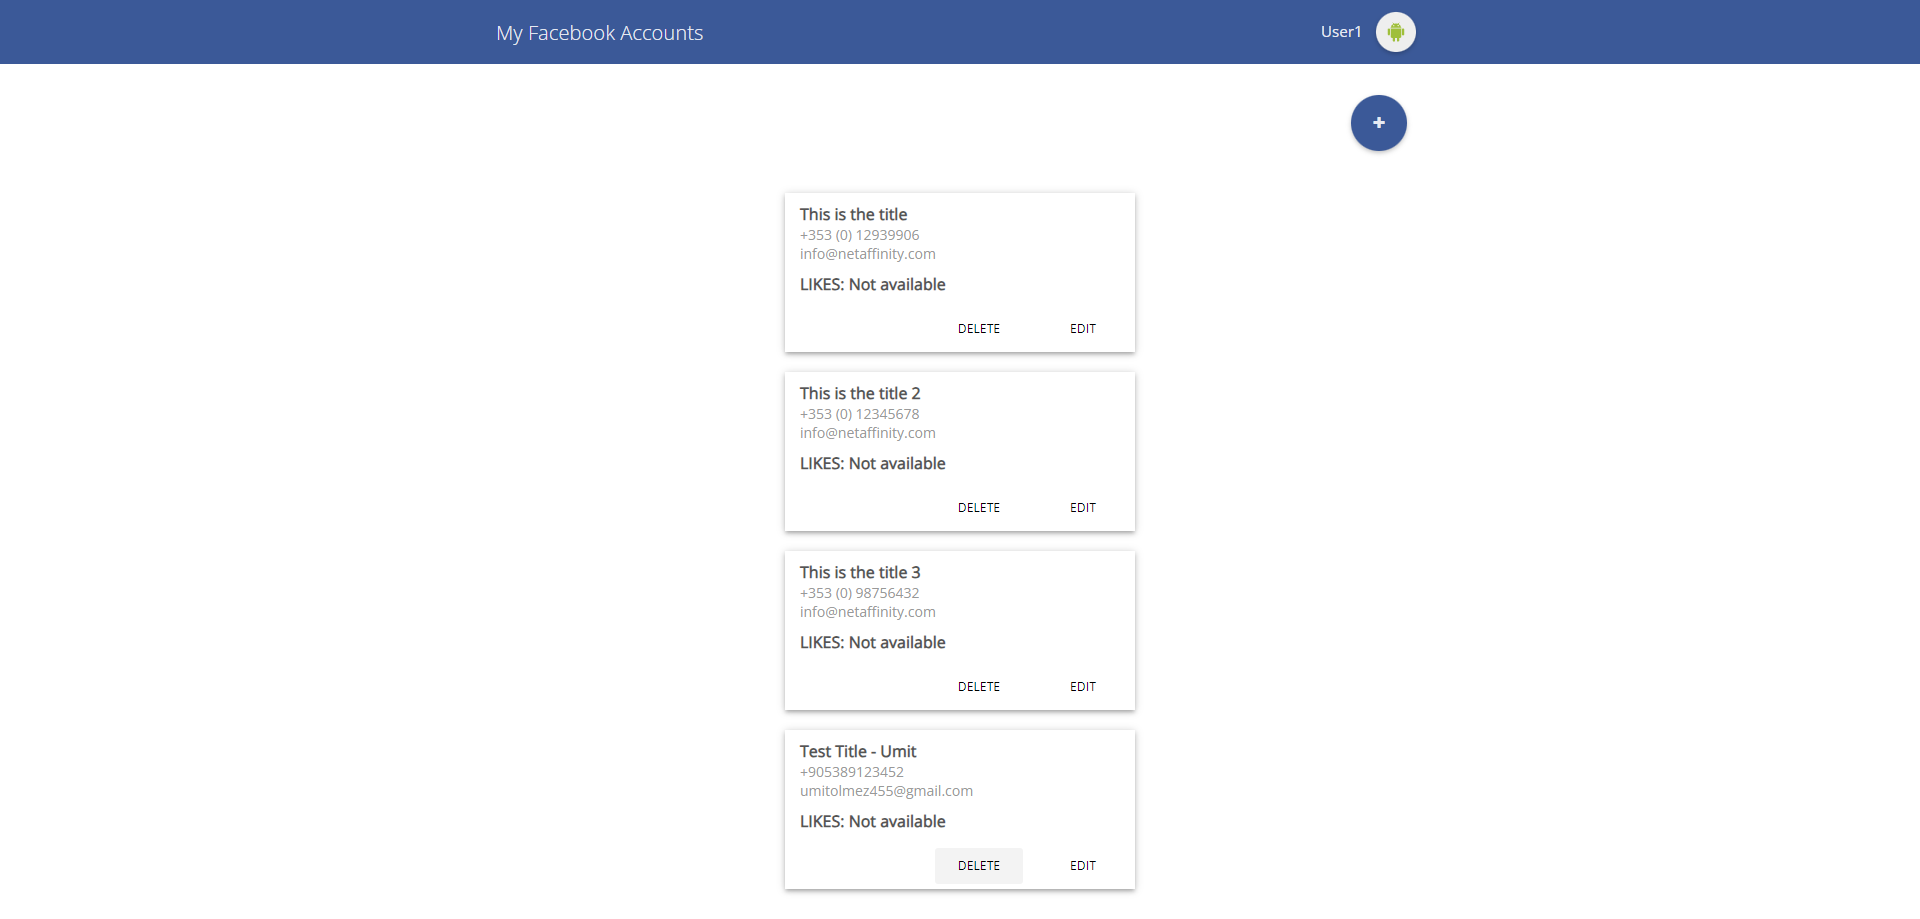 My Facebook Accounts
User1
+
This is the title
+353 (0) 12939906
info@netaffinity.com
LIKES: Not available
DELETE EDIT
This is the title 2
+353 (0) 12345678
info@netaffinity.com
LIKES: Not available
DELETE EDIT
This is the title 3
+353 (0) 98756432
info@netaffinity.com
LIKES: Not available
DELETE EDIT
Test Title - Umit
+905389123452
umitolmez455@gmail.com
LIKES: Not available
DELETE EDIT